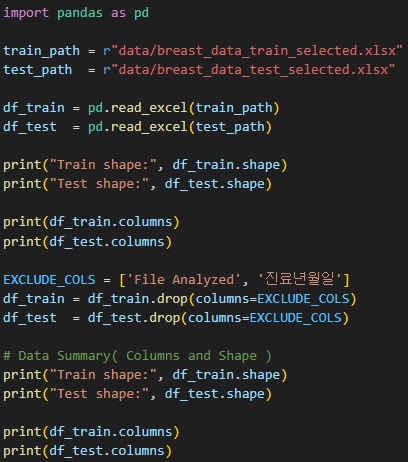 import pandas as pd
train_path = r"data/breast_data_train_selected.xlsx"
test_path  = r"data/breast_data_test_selected.xlsx"
df_train = pd.read_excel(train_path)
df_test  = pd.read_excel(test_path)
print("Train shape:", df_train.shape)
print("Test shape:", df_test.shape)
print(df_train.columns)
print(df_test.columns)
EXCLUDE_COLS = ['File Analyzed', '진료년월일']
df_train = df_train.drop(columns=EXCLUDE_COLS)
df_test  = df_test.drop(columns=EXCLUDE_COLS)
# Data Summary( Columns and Shape )
print("Train shape:", df_train.shape)
print("Test shape:", df_test.shape)
print(df_train.columns)
print(df_test.columns)